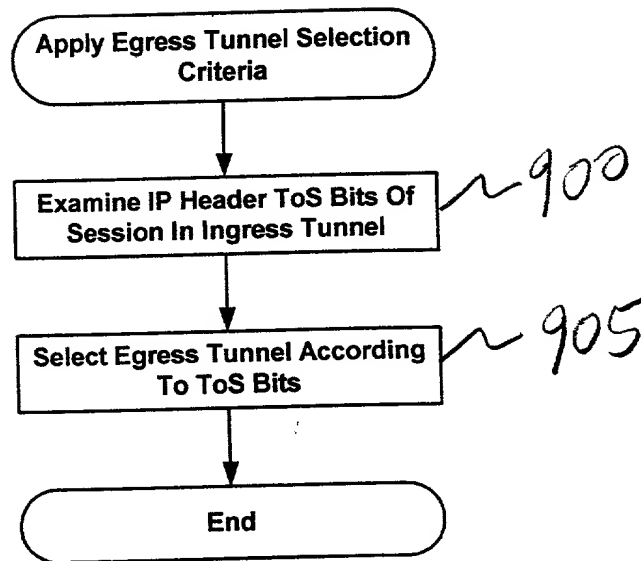 Apply Egress Tunnel Selection
Criteria
Examine IP Header ToS Bits Of
Session In Ingress Tunnel
900
Select Egress Tunnel According
To ToS Bits
905
End